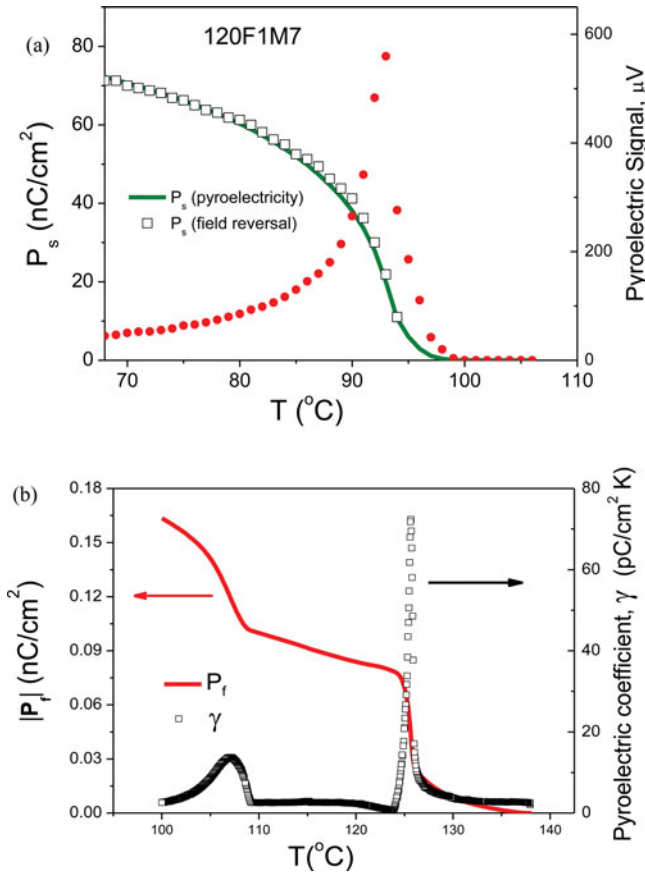 (a)
120F1M7
80
60
40
20
0
P_s (nC/cm²)
P_s (pyroelectricity)
P_s (field reversal)
600
400
200
0
Pyroelectric Signal, µV
70 80 90 100 110
T (°C)
(b)
0.18
0.15
0.12
0.09
0.06
0.03
0.00
|P_f| (nC/cm²)
P_f
γ
80
60
40
20
0
Pyroelectric coefficient, γ (pC/cm² K)
100 110 120 130 140
T(°C)